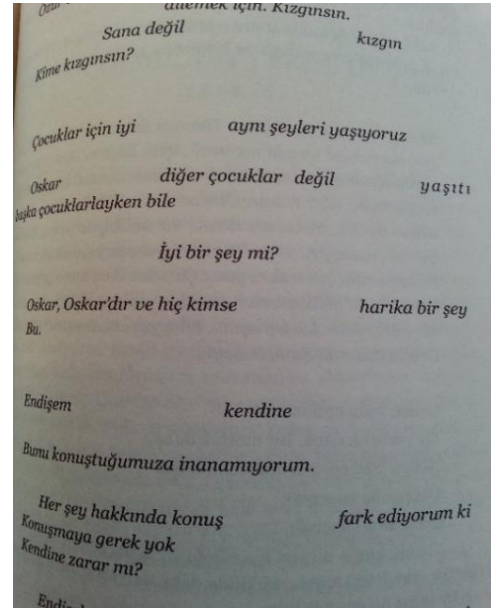 dilemek için. Kızgınsın.
Sana değil kızgın
Kime kızgınsın?
Çocuklar için iyi aynı şeyleri yaşıyoruz
Oskar diğer çocuklar değil yaşıtı
başka çocuklarlayken bile
İyi bir şey mi?
Oskar, Oskar'dır ve hiç kimse harika bir şey
Bu.
Endişem kendine
Bunu konuştuğumuza inanamıyorum.
Her şey hakkında konuş fark ediyorum ki
Konuşmaya gerek yok
Kendine zarar mı?